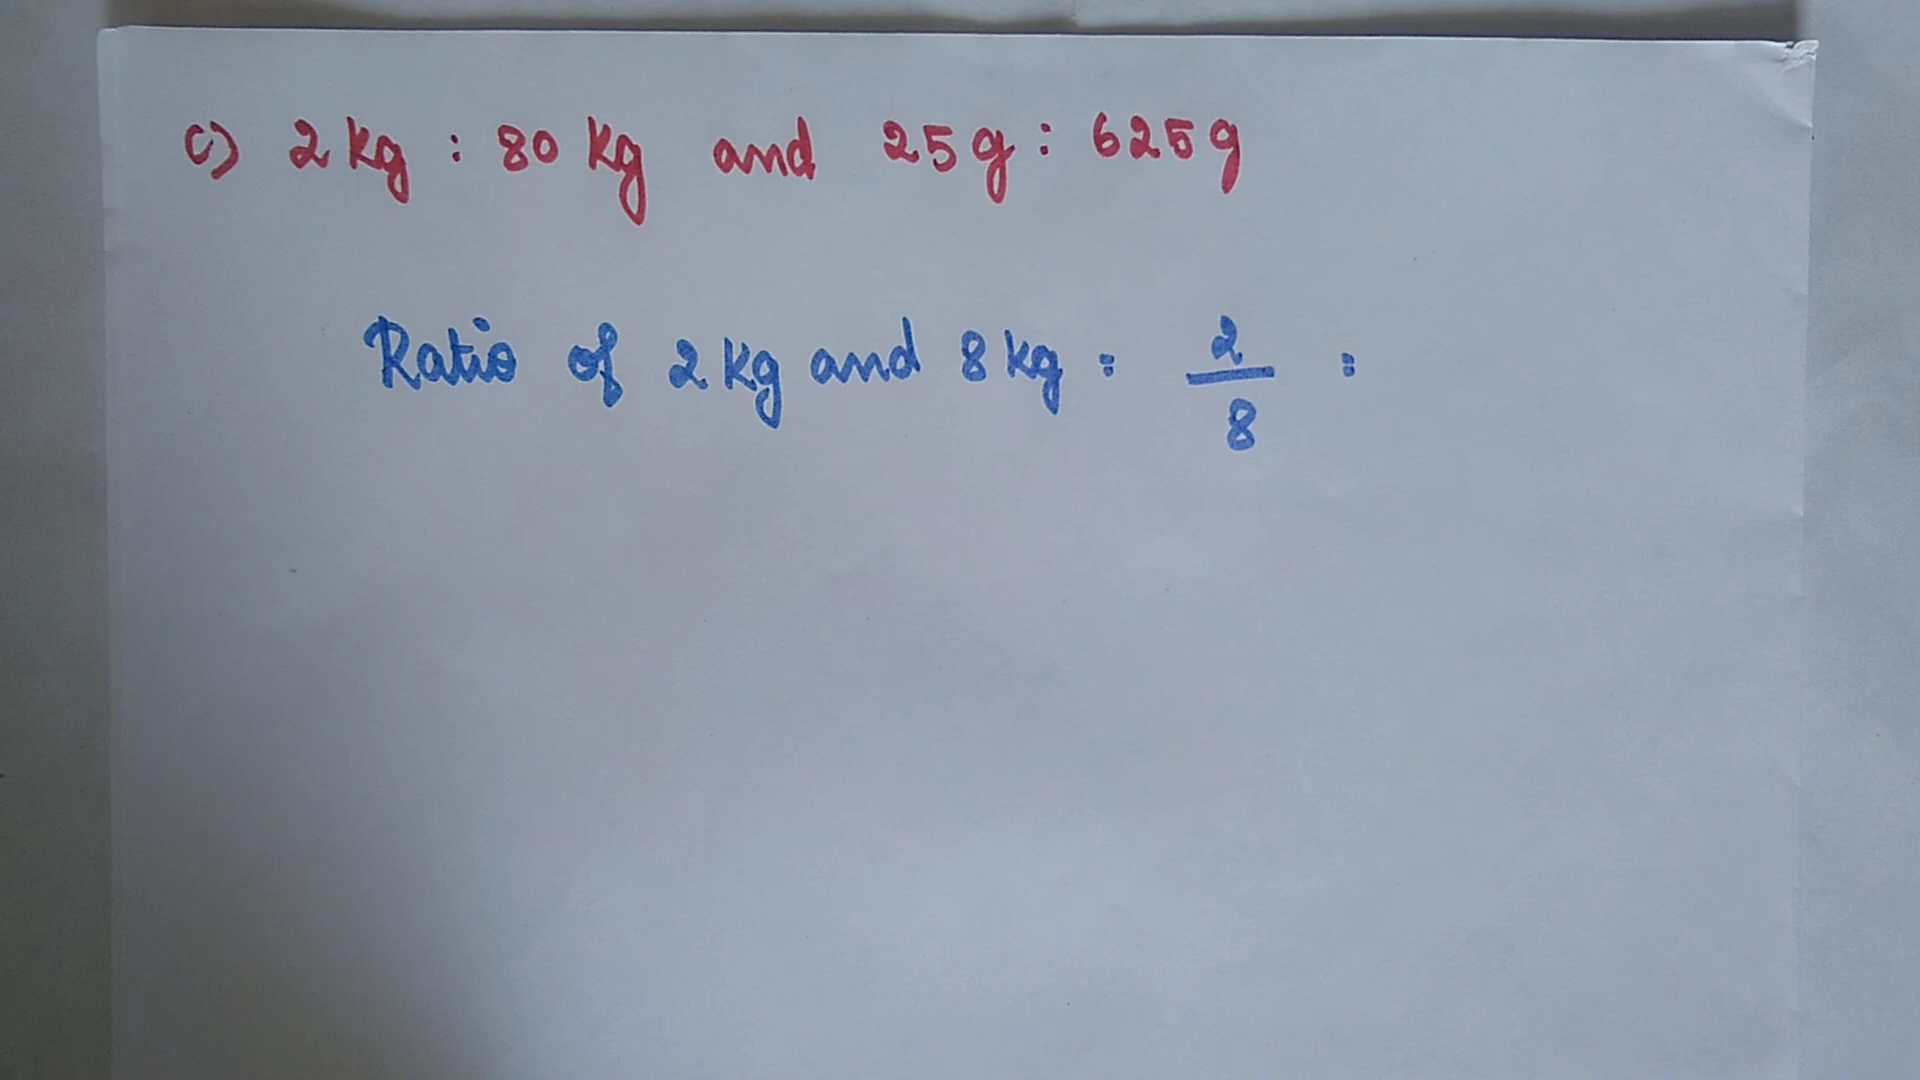 c) 2 kg : 80 kg and 25 g : 625 g
Ratio of 2 kg and 8 kg = 2/8 =